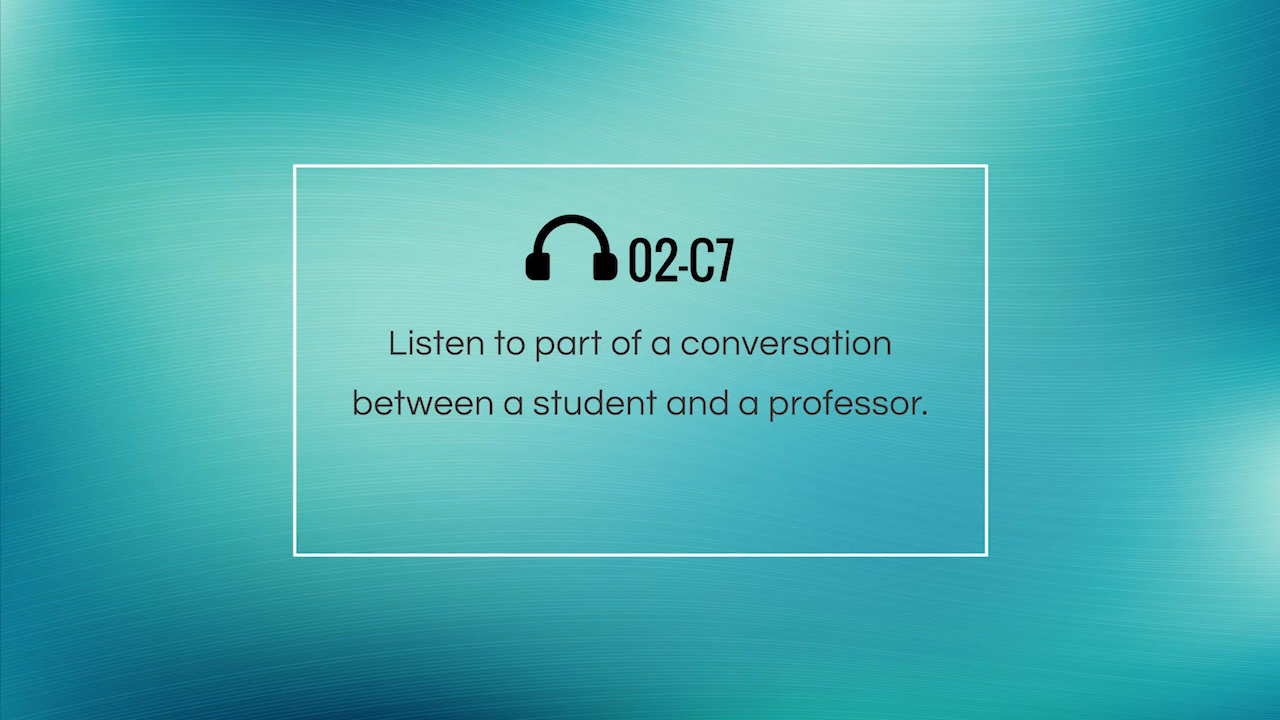 02-C7
Listen to part of a conversation
between a student and a professor.